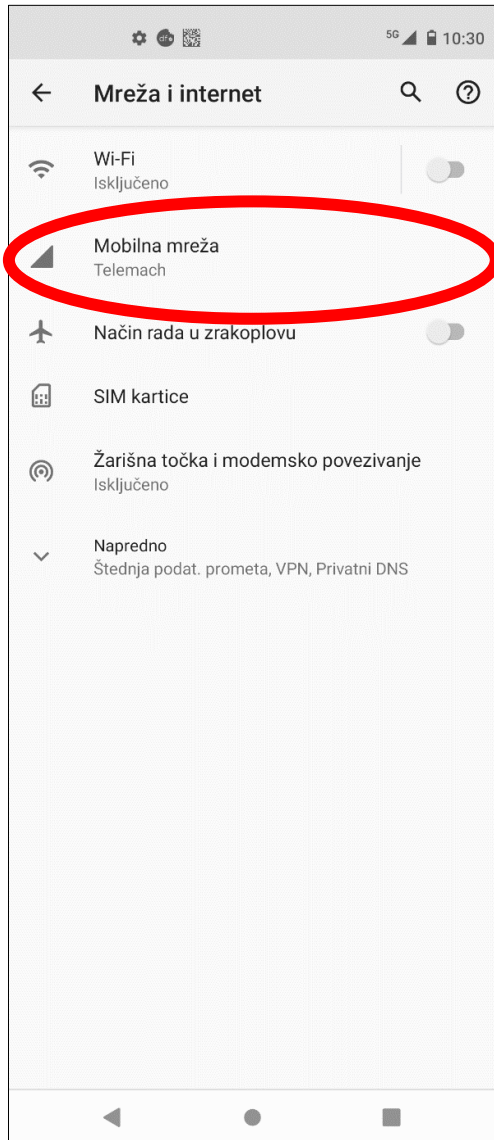 5G 10:30
Mreža i internet
Wi-Fi
Isključeno
Mobilna mreža
Telemach
Način rada u zrakoplovu
SIM kartice
Žarišna točka i modemsko povezivanje
Isključeno
Napredno
Štednja podat. prometa, VPN, Privatni DNS